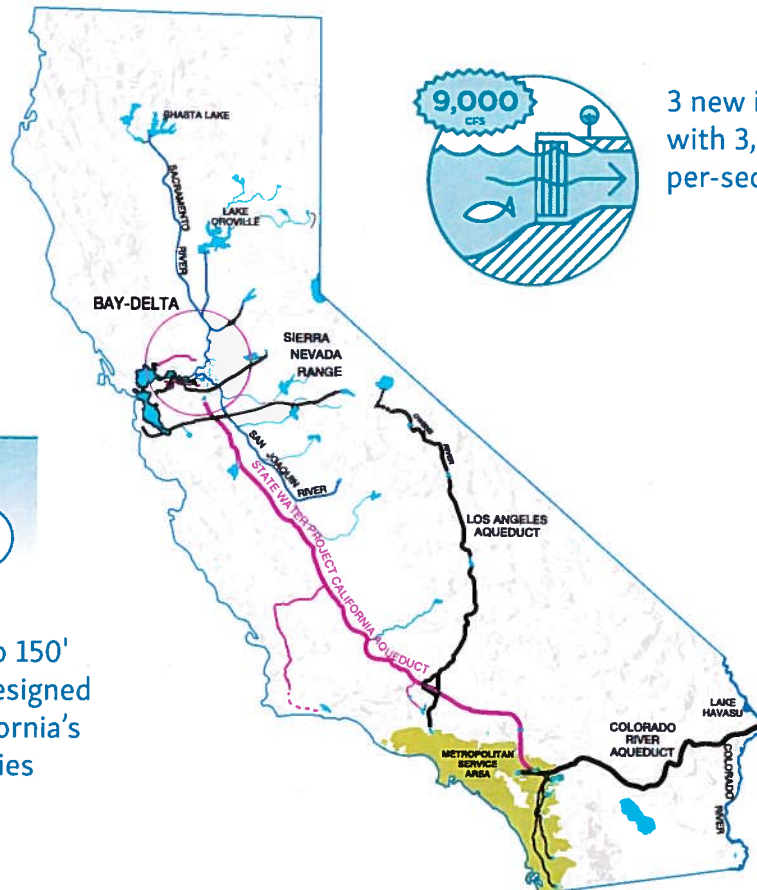 9,000
CFS
3 new i
with 3,
per-sec
SHASTA LAKE
SACRAMENTO
RIVER
LAKE
OROVILLE
BAY-DELTA
SIERRA
NEVADA
RANGE
SAN JOAQUIN
RIVER
OWENS
RIVER
STATE WATER PROJECT CALIFORNIA AQUEDUCT
LOS ANGELES
AQUEDUCT
o 150'
esigned
ornia's
ies
METROPOLITAN
SERVICE
AREA
COLORADO
RIVER
AQUEDUCT
LAKE
HAVASU
COLORADO
RIVER